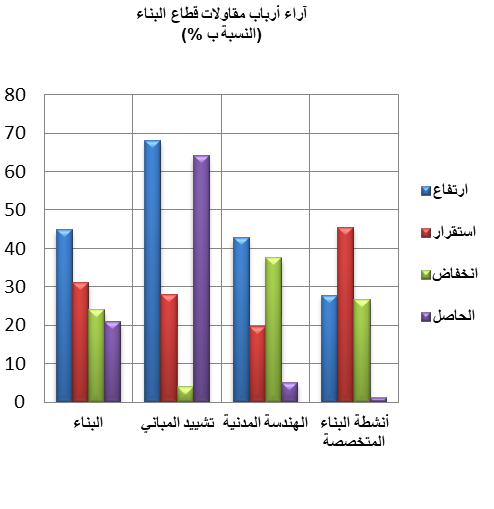 آراء أرباب مقاولات قطاع البناء
(النسبة ب %)
80
70
60
50
40
30
20
10
0
ارتفاع
استقرار
انخفاض
الحاصل
البناء
تشييد المباني
الهندسة المدنية
أنشطة البناء
المتخصصة